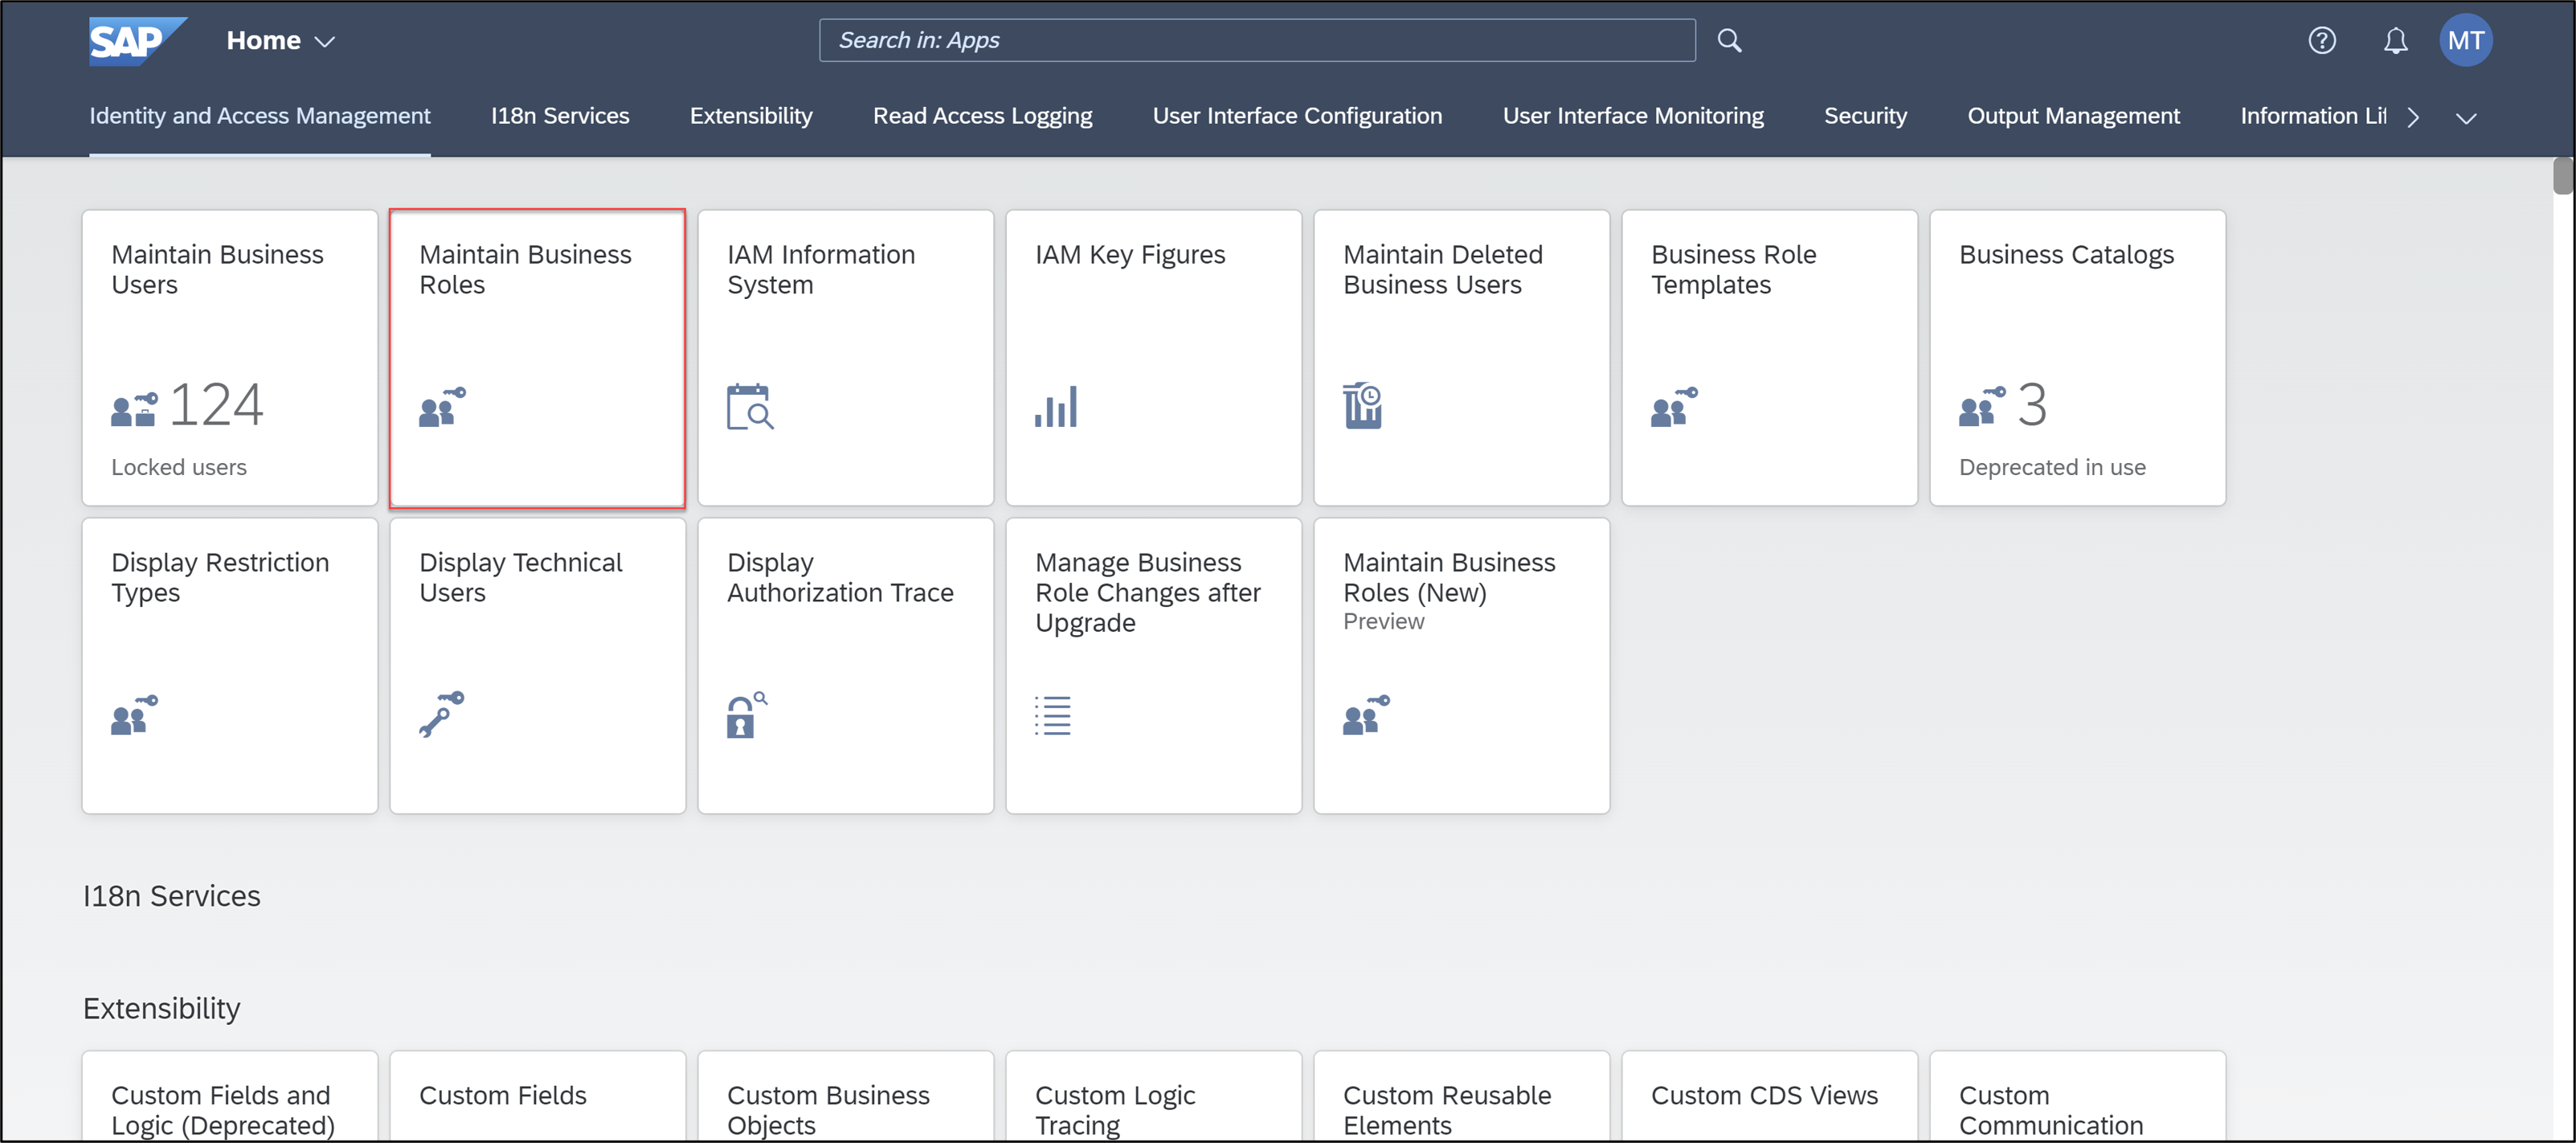 SAP
Home
Search in: Apps
MT
Identity and Access Management
I18n Services
Extensibility
Read Access Logging
User Interface Configuration
User Interface Monitoring
Security
Output Management
Information Lif
Maintain Business
Users
124
Locked users
Maintain Business
Roles
IAM Information
System
IAM Key Figures
Maintain Deleted
Business Users
Business Role
Templates
Business Catalogs
3
Deprecated in use
Display Restriction
Types
Display Technical
Users
Display
Authorization Trace
Manage Business
Role Changes after
Upgrade
Maintain Business
Roles (New)
Preview
I18n Services
Extensibility
Custom Fields and
Logic (Deprecated)
Custom Fields
Custom Business
Objects
Custom Logic
Tracing
Custom Reusable
Elements
Custom CDS Views
Custom
Communication